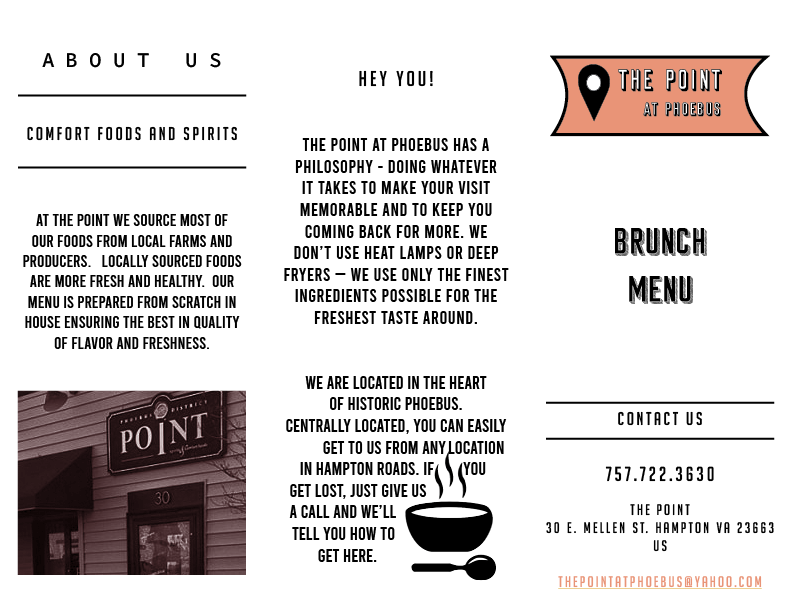 ABOUT US
COMFORT FOODS AND SPIRITS
AT THE POINT WE SOURCE MOST OF
OUR FOODS FROM LOCAL FARMS AND
PRODUCERS. LOCALLY SOURCED FOODS
ARE MORE FRESH AND HEALTHY. OUR
MENU IS PREPARED FROM SCRATCH IN
HOUSE ENSURING THE BEST IN QUALITY
OF FLAVOR AND FRESHNESS.
PHOEBUS DISTRICT
POINT
30
HEY YOU!
THE POINT AT PHOEBUS HAS A
PHILOSOPHY - DOING WHATEVER
IT TAKES TO MAKE YOUR VISIT
MEMORABLE AND TO KEEP YOU
COMING BACK FOR MORE. WE
DON'T USE HEAT LAMPS OR DEEP
FRYERS — WE USE ONLY THE FINEST
INGREDIENTS POSSIBLE FOR THE
FRESHEST TASTE AROUND.
WE ARE LOCATED IN THE HEART
OF HISTORIC PHOEBUS.
CENTRALLY LOCATED, YOU CAN EASILY
GET TO US FROM ANY LOCATION
IN HAMPTON ROADS. IF YOU
GET LOST, JUST GIVE US
A CALL AND WE'LL
TELL YOU HOW TO
GET HERE.
THE POINT
AT PHOEBUS
BRUNCH
MENU
CONTACT US
757.722.3630
THE POINT
30 E. MELLEN ST. HAMPTON VA 23663
US
THEPOINTATPHOEBUS@YAHOO.COM